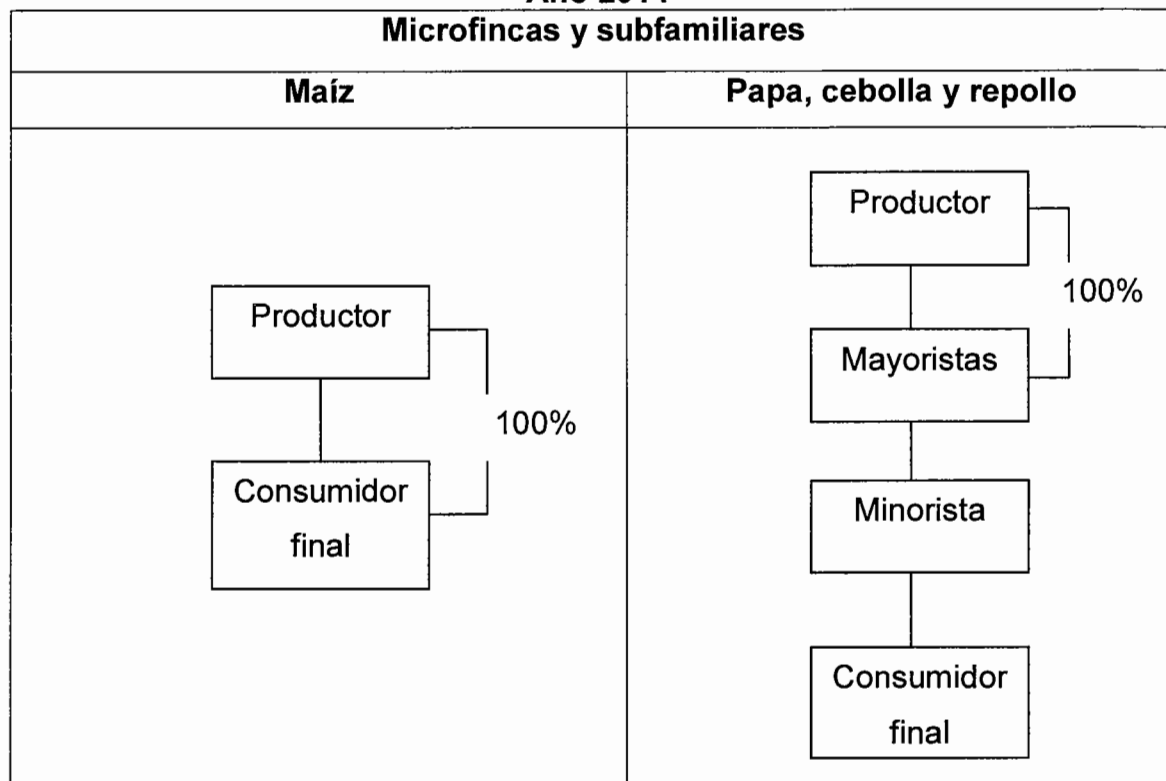 Microfincas y subfamiliares
Maíz
Papa, cebolla y repollo
Productor
100%
Consumidor
final
Productor
100%
Mayoristas
Minorista
Consumidor
final